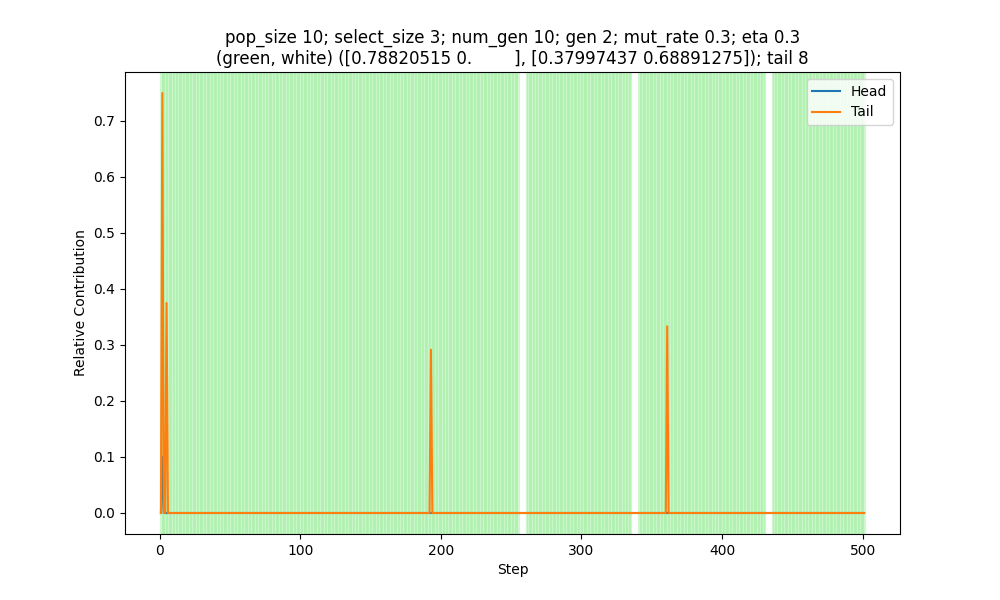 pop_size 10; select_size 3; num_gen 10; gen 2; mut_rate 0.3; eta 0.3
(green, white) ([0.78820515 0.        ], [0.37997437 0.68891275]); tail 8
Head
Tail
0.7
0.6
0.5
0.4
0.3
0.2
0.1
0.0
Relative Contribution
0 100 200 300 400 500
Step